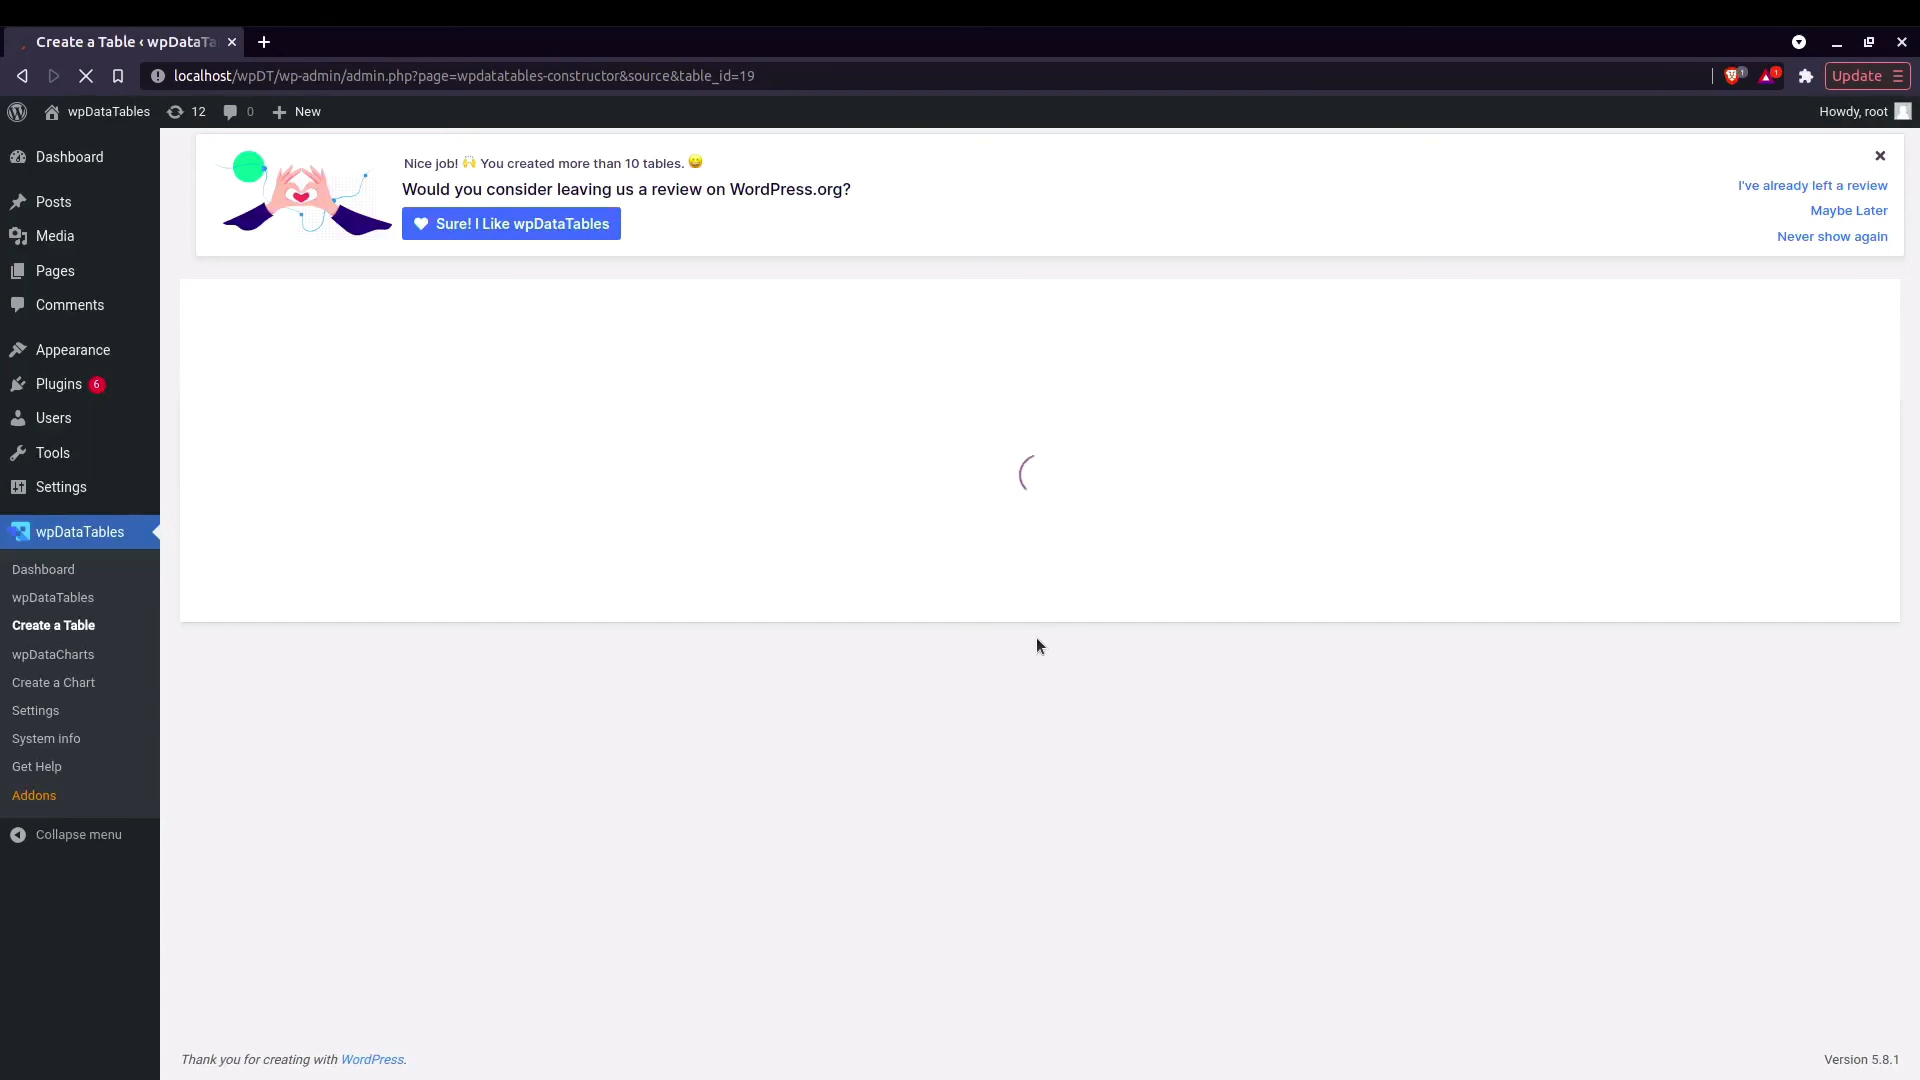 Create a Table ‹ wpDataTa
localhost/wpDT/wp-admin/admin.php?page=wpdatatables-constructor&source&table_id=19
1
1
Update
wpDataTables
12
0
New
Howdy, root
Dashboard
Posts
Media
Pages
Comments
Appearance
Plugins 6
Users
Tools
Settings
wpDataTables
Dashboard
wpDataTables
Create a Table
wpDataCharts
Create a Chart
Settings
System info
Get Help
Addons
Collapse menu
Nice job! 🙌 You created more than 10 tables. 😀
Would you consider leaving us a review on WordPress.org?
Sure! I Like wpDataTables
I've already left a review
Maybe Later
Never show again
Thank you for creating with WordPress.
Version 5.8.1